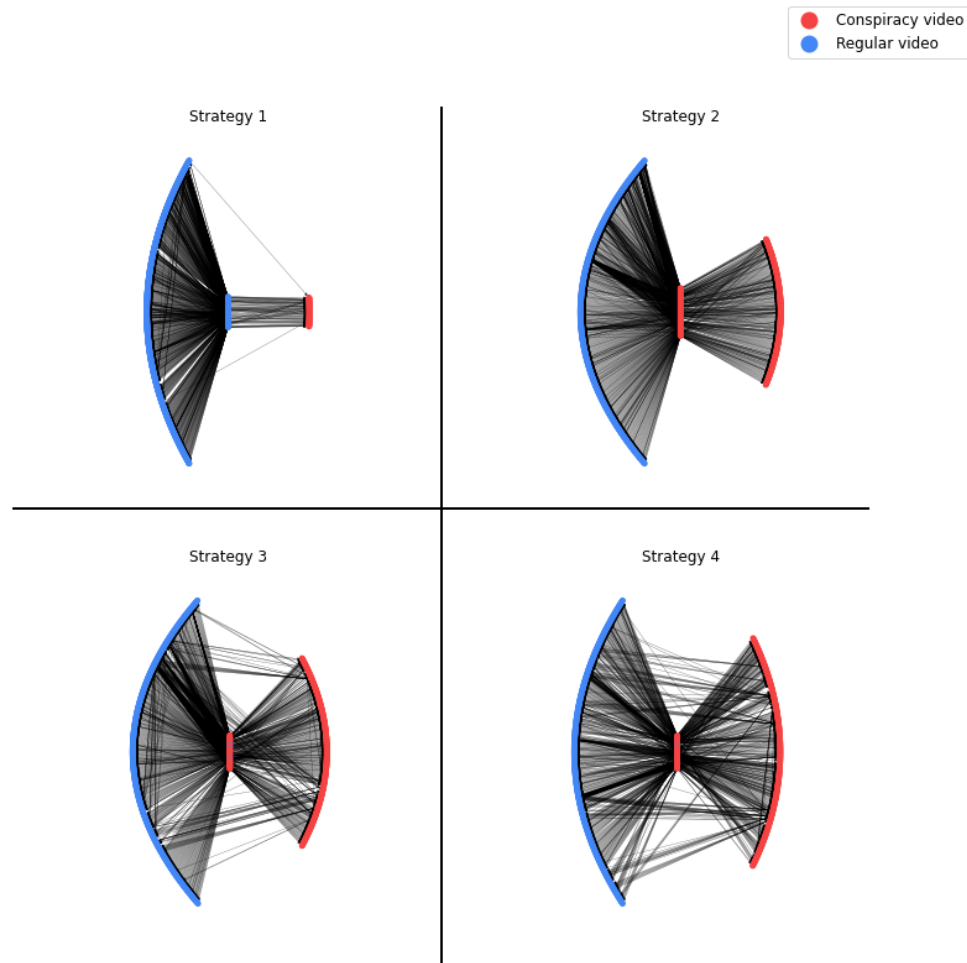 Conspiracy video
Regular video
Strategy 1
Strategy 2
Strategy 3
Strategy 4